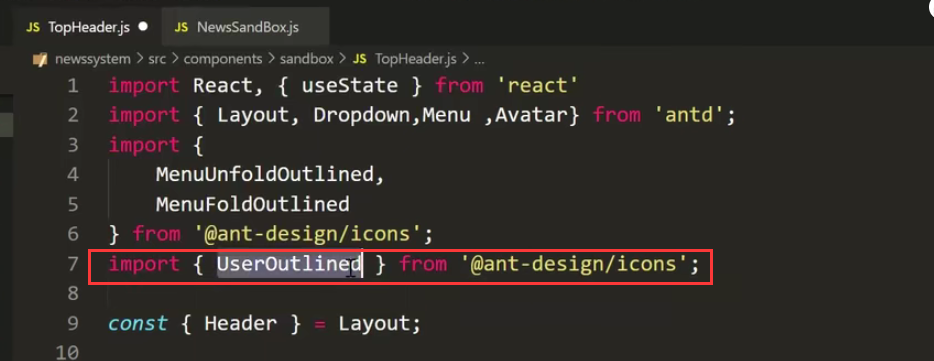 JS TopHeader.js ● JS NewsSandBox.js
newssystem > src > components > sandbox > JS TopHeader.js > ...
1 import React, { useState } from 'react'
2 import { Layout, Dropdown,Menu ,Avatar} from 'antd';
3 import {
4 MenuUnfoldOutlined,
5 MenuFoldOutlined
6 } from '@ant-design/icons';
7 import { UserOutlined } from '@ant-design/icons';
8
9 const { Header } = Layout;
10